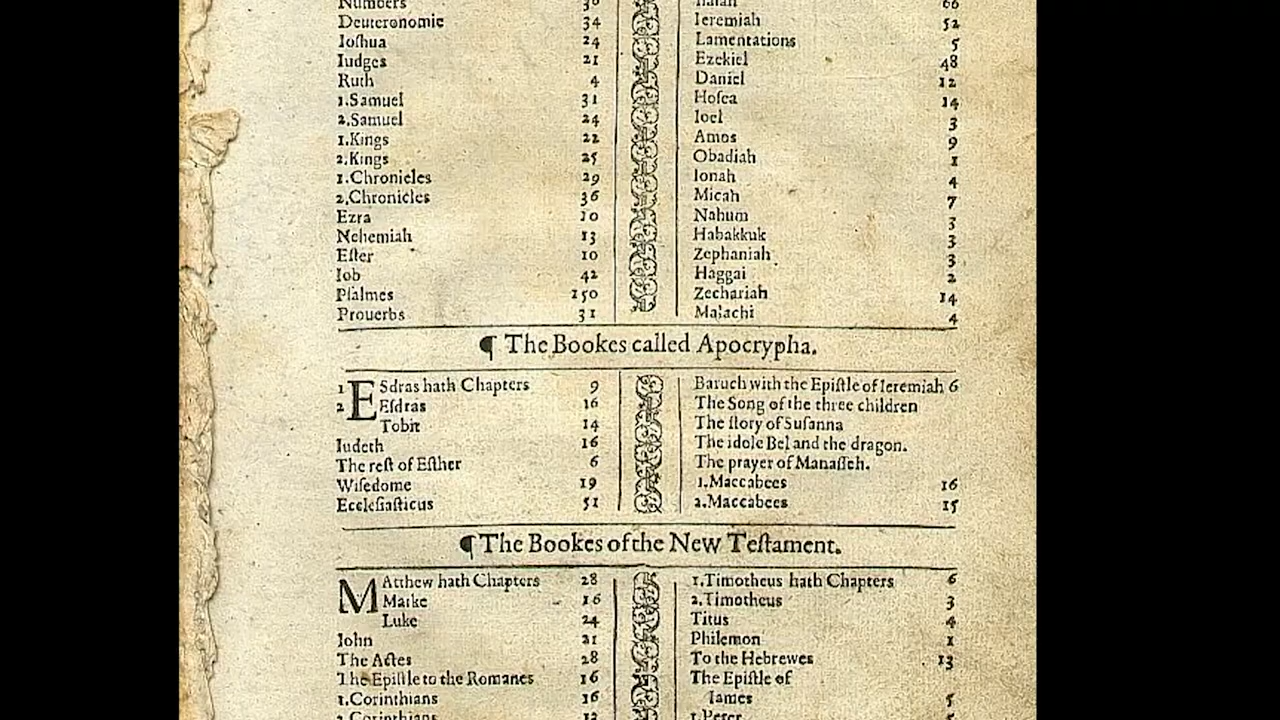 Numbers 36
Deuteronomie 34
Ioſhua 24
Iudges 21
Ruth 4
1.Samuel 31
2.Samuel 24
1.Kings 22
2.Kings 25
1.Chronicles 29
2.Chronicles 36
Ezra 10
Nehemiah 13
Eſter 10
Iob 42
Pſalmes 150
Prouerbs 31
66
Ieremiah 52
Lamentations 5
Ezekiel 48
Daniel 12
Hoſea 14
Ioel 3
Amos 9
Obadiah 1
Ionah 4
Micah 7
Nahum 3
Habakkuk 3
Zephaniah 3
Haggai 2
Zechariah 14
Malachi 4
¶ The Bookes called Apocrypha.
1 ESdras hath Chapters 9
2 Eſdras 16
Tobit 14
Iudeth 16
The reſt of Eſther 6
Wiſedome 19
Eccleſiaſticus 51
Baruch with the Epiſtle of Ieremiah 6
The Song of the three children
The ſtory of Suſanna
The idole Bel and the dragon.
The prayer of Manaſſeh.
1.Maccabees 16
2.Maccabees 15
¶ The Bookes of the New Teſtament.
MAtthew hath Chapters 28
Marke 16
Luke 24
Iohn 21
The Actes 28
The Epiſtle to the Romanes 16
1.Corinthians 16
2.Corinthians
1.Timotheus hath Chapters 6
2.Timotheus 3
Titus 4
Philemon 1
To the Hebrewes 13
The Epiſtle of
Iames 5
1.Peter